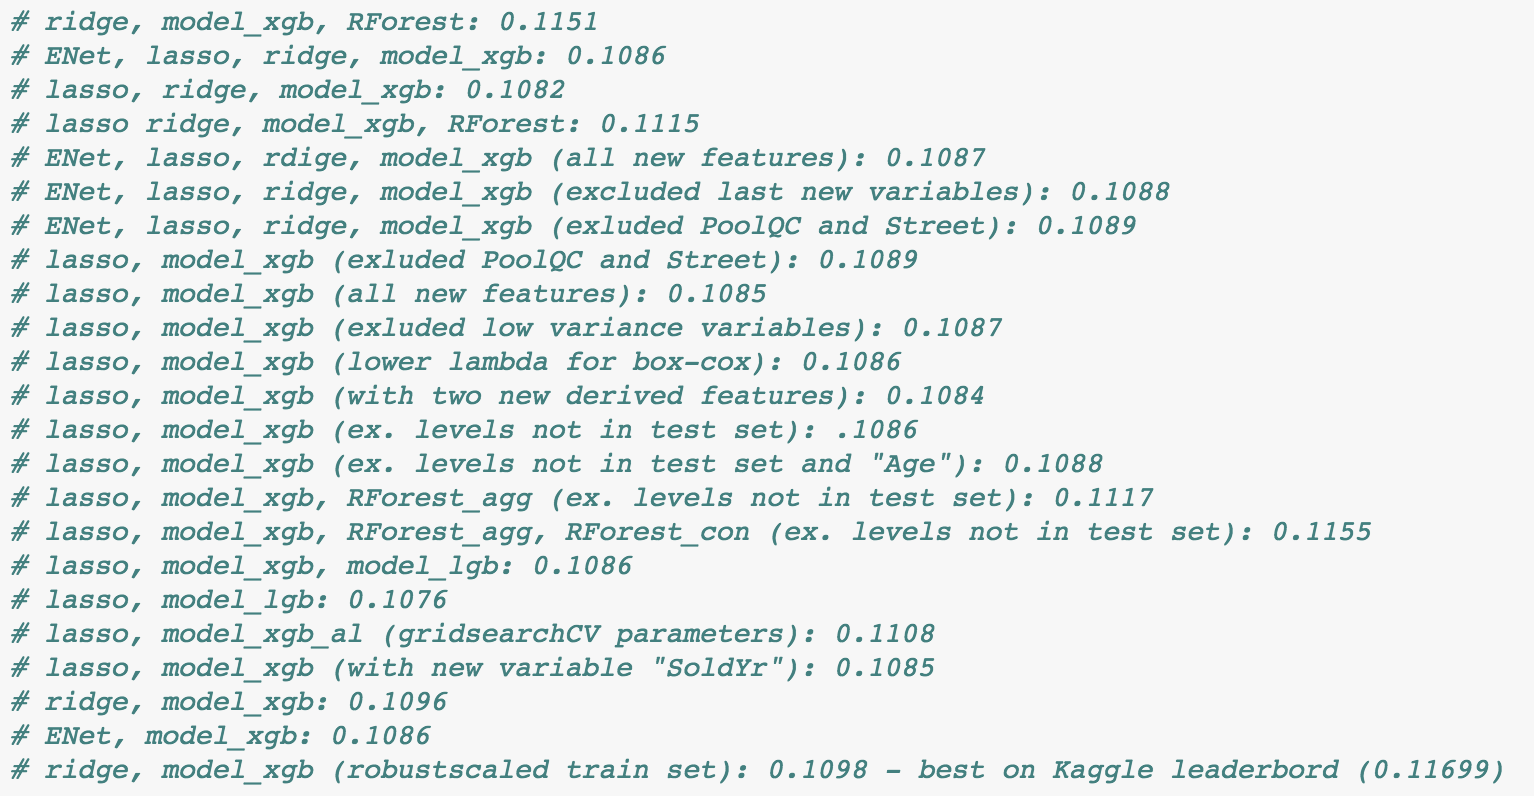 # ridge, model_xgb, RForest: 0.1151
# ENet, lasso, ridge, model_xgb: 0.1086
# lasso, ridge, model_xgb: 0.1082
# lasso ridge, model_xgb, RForest: 0.1115
# ENet, lasso, rdige, model_xgb (all new features): 0.1087
# ENet, lasso, ridge, model_xgb (excluded last new variables): 0.1088
# ENet, lasso, ridge, model_xgb (exluded PoolQC and Street): 0.1089
# lasso, model_xgb (exluded PoolQC and Street): 0.1089
# lasso, model_xgb (all new features): 0.1085
# lasso, model_xgb (exluded low variance variables): 0.1087
# lasso, model_xgb (lower lambda for box-cox): 0.1086
# lasso, model_xgb (with two new derived features): 0.1084
# lasso, model_xgb (ex. levels not in test set): .1086
# lasso, model_xgb (ex. levels not in test set and "Age"): 0.1088
# lasso, model_xgb, RForest_agg (ex. levels not in test set): 0.1117
# lasso, model_xgb, RForest_agg, RForest_con (ex. levels not in test set): 0.1155
# lasso, model_xgb, model_lgb: 0.1086
# lasso, model_lgb: 0.1076
# lasso, model_xgb_al (gridsearchCV parameters): 0.1108
# lasso, model_xgb (with new variable "SoldYr"): 0.1085
# ridge, model_xgb: 0.1096
# ENet, model_xgb: 0.1086
# ridge, model_xgb (robustscaled train set): 0.1098 - best on Kaggle leaderbord (0.11699)